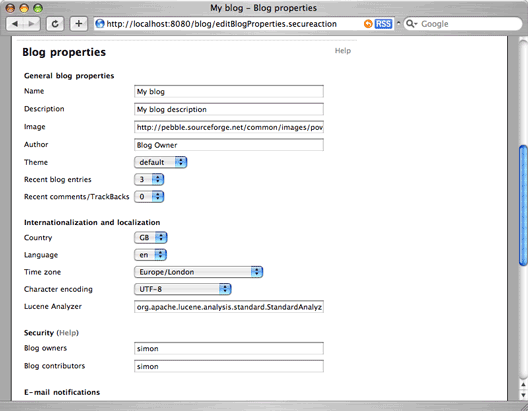 My blog – Blog properties
http://localhost:8080/blog/editBlogProperties.secureaction RSS Google
Blog properties Help
General blog properties
Name My blog
Description My blog description
Image http://pebble.sourceforge.net/common/images/pov
Author Blog Owner
Theme default
Recent blog entries 3
Recent comments/TrackBacks 0
Internationalization and localization
Country GB
Language en
Time zone Europe/London
Character encoding UTF-8
Lucene Analyzer org.apache.lucene.analysis.standard.StandardAnalyz
Security (Help)
Blog owners simon
Blog contributors simon
E-mail notifications